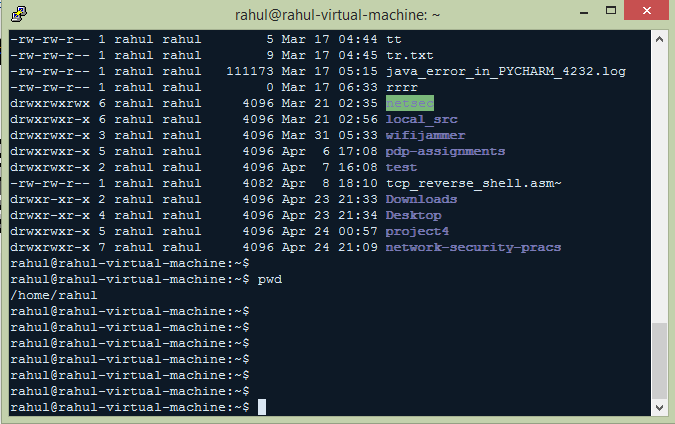 rahul@rahul-virtual-machine: ~
-rw-rw-r-- 1 rahul rahul      5 Mar 17 04:44 tt
-rw-rw-r-- 1 rahul rahul      9 Mar 17 04:45 tr.txt
-rw-rw-r-- 1 rahul rahul 111173 Mar 17 05:15 java_error_in_PYCHARM_4232.log
-rw-rw-r-- 1 rahul rahul      0 Mar 17 06:33 rrrr
drwxrwxrwx 6 rahul rahul   4096 Mar 21 02:35 netsec
drwxrwxr-x 6 rahul rahul   4096 Mar 21 02:56 local_src
drwxrwxr-x 3 rahul rahul   4096 Mar 31 05:33 wifijammer
drwxrwxr-x 5 rahul rahul   4096 Apr  6 17:08 pdp-assignments
drwxrwxr-x 2 rahul rahul   4096 Apr  7 16:08 test
-rw-rw-r-- 1 rahul rahul   4082 Apr  8 18:10 tcp_reverse_shell.asm~
drwxr-xr-x 2 rahul rahul   4096 Apr 23 21:33 Downloads
drwxr-xr-x 4 rahul rahul   4096 Apr 23 21:34 Desktop
drwxrwxr-x 5 rahul rahul   4096 Apr 24 00:57 project4
drwxrwxr-x 7 rahul rahul   4096 Apr 24 21:09 network-security-pracs
rahul@rahul-virtual-machine:~$
rahul@rahul-virtual-machine:~$ pwd
/home/rahul
rahul@rahul-virtual-machine:~$
rahul@rahul-virtual-machine:~$
rahul@rahul-virtual-machine:~$
rahul@rahul-virtual-machine:~$
rahul@rahul-virtual-machine:~$
rahul@rahul-virtual-machine:~$
rahul@rahul-virtual-machine:~$